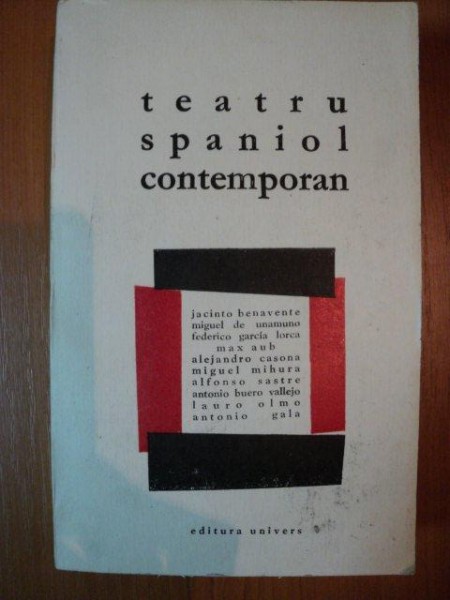 teatru
spaniol
contemporan
jacinto benavente
miguel de unamuno
federico garcía lorca
max aub
alejandro casona
miguel mihura
alfonso sastre
antonio buero vallejo
lauro olmo
antonio gala
editura univers